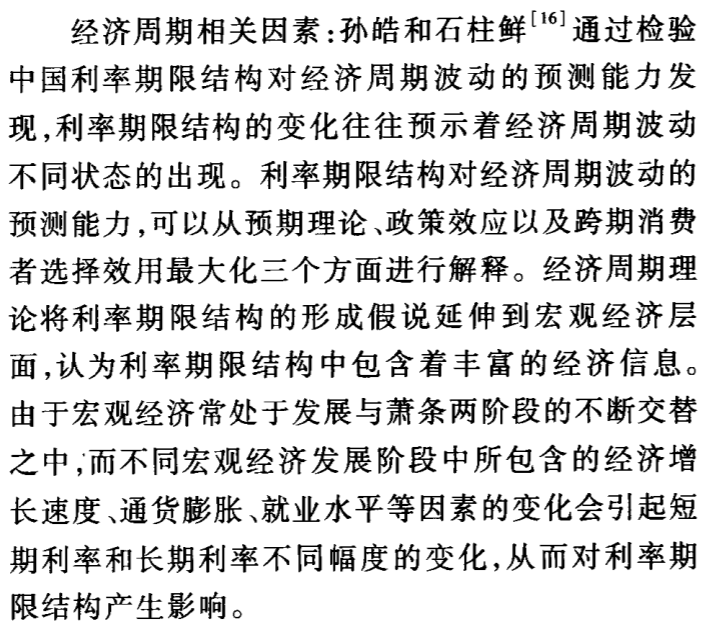 经济周期相关因素:孙皓和石柱鲜[16]通过检验
中国利率期限结构对经济周期波动的预测能力发
现,利率期限结构的变化往往预示着经济周期波动
不同状态的出现。利率期限结构对经济周期波动的
预测能力,可以从预期理论、政策效应以及跨期消费
者选择效用最大化三个方面进行解释。经济周期理
论将利率期限结构的形成假说延伸到宏观经济层
面,认为利率期限结构中包含着丰富的经济信息。
由于宏观经济常处于发展与萧条两阶段的不断交替
之中,而不同宏观经济发展阶段中所包含的经济增
长速度、通货膨胀、就业水平等因素的变化会引起短
期利率和长期利率不同幅度的变化,从而对利率期
限结构产生影响。